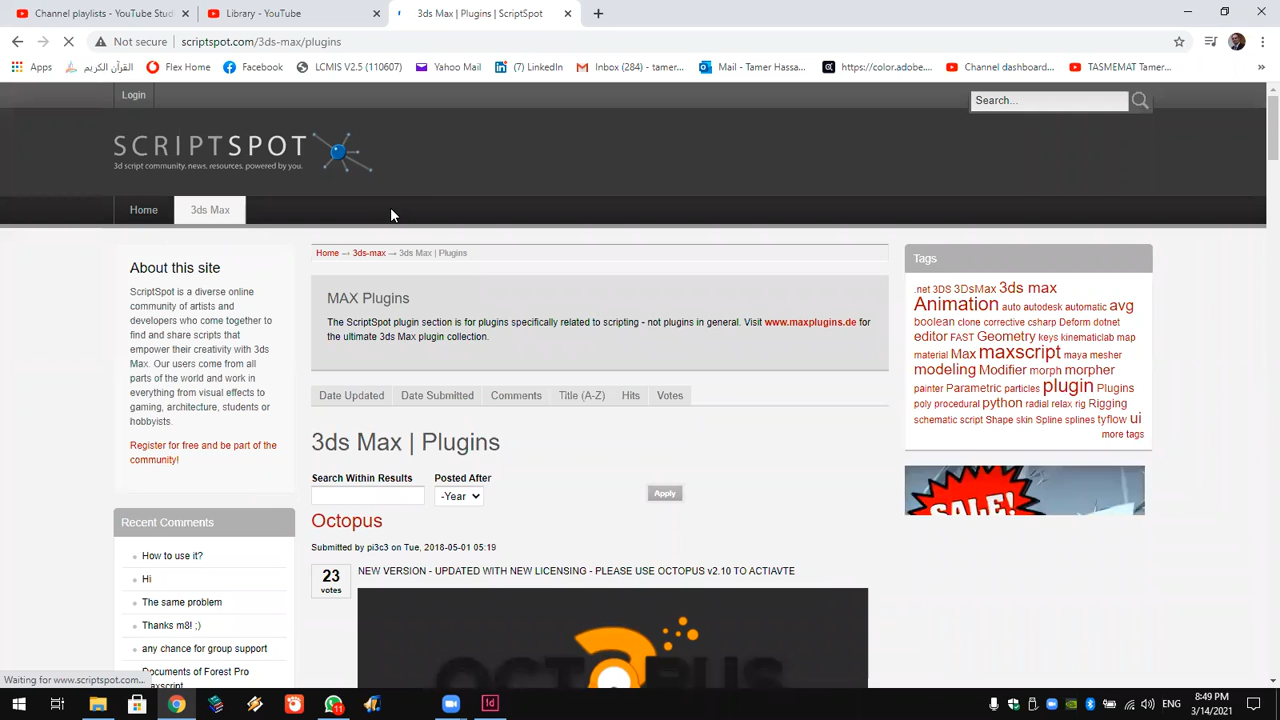 Channel playlists - YouTube Stud
Library - YouTube
3ds Max | Plugins | ScriptSpot
Not secure
scriptspot.com/3ds-max/plugins
Apps
القرآن الكريم
Flex Home
Facebook
LCMIS V2.5 (110607)
Yahoo Mail
(7) LinkedIn
Inbox (284) - tamer...
Mail - Tamer Hassa...
https://color.adobe....
Channel dashboard...
TASMEMAT Tamer...
Login
Search...
SCRIPTSPOT
3d script community, news, resources, powered by you.
Home
3ds Max
About this site
ScriptSpot is a diverse online
community of artists and
developers who come together to
find and share scripts that
empower their creativity with 3ds
Max. Our users come from all
parts of the world and work in
everything from visual effects to
gaming, architecture, students or
hobbyists.
Register for free and be part of the
community!
Recent Comments
How to use it?
Hi
The same problem
Thanks m8! ;)
any chance for group support
Documents of Forest Pro
Maxscript
Home → 3ds-max → 3ds Max | Plugins
MAX Plugins
The ScriptSpot plugin section is for plugins specifically related to scripting - not plugins in general. Visit www.maxplugins.de for
the ultimate 3ds Max plugin collection.
Date Updated
Date Submitted
Comments
Title (A-Z)
Hits
Votes
3ds Max | Plugins
Search Within Results
Posted After
-Year
Apply
Octopus
Submitted by pi3c3 on Tue, 2018-05-01 05:19
23
votes
NEW VERSION - UPDATED WITH NEW LICENSING - PLEASE USE OCTOPUS v2.10 TO ACTIAVTE
Tags
.net 3DS 3DsMax 3ds max
Animation auto autodesk automatic avg
boolean clone corrective csharp Deform dotnet
editor FAST Geometry keys kinematiclab map
material Max maxscript maya mesher
modeling Modifier morph morpher
painter Parametric particles plugin Plugins
poly procedural python radial relax rig Rigging
schematic script Shape skin Spline splines tyflow ui
more tags
SALE!
Waiting for www.scriptspot.com...
11
Id
ENG
8:49 PM
3/14/2021